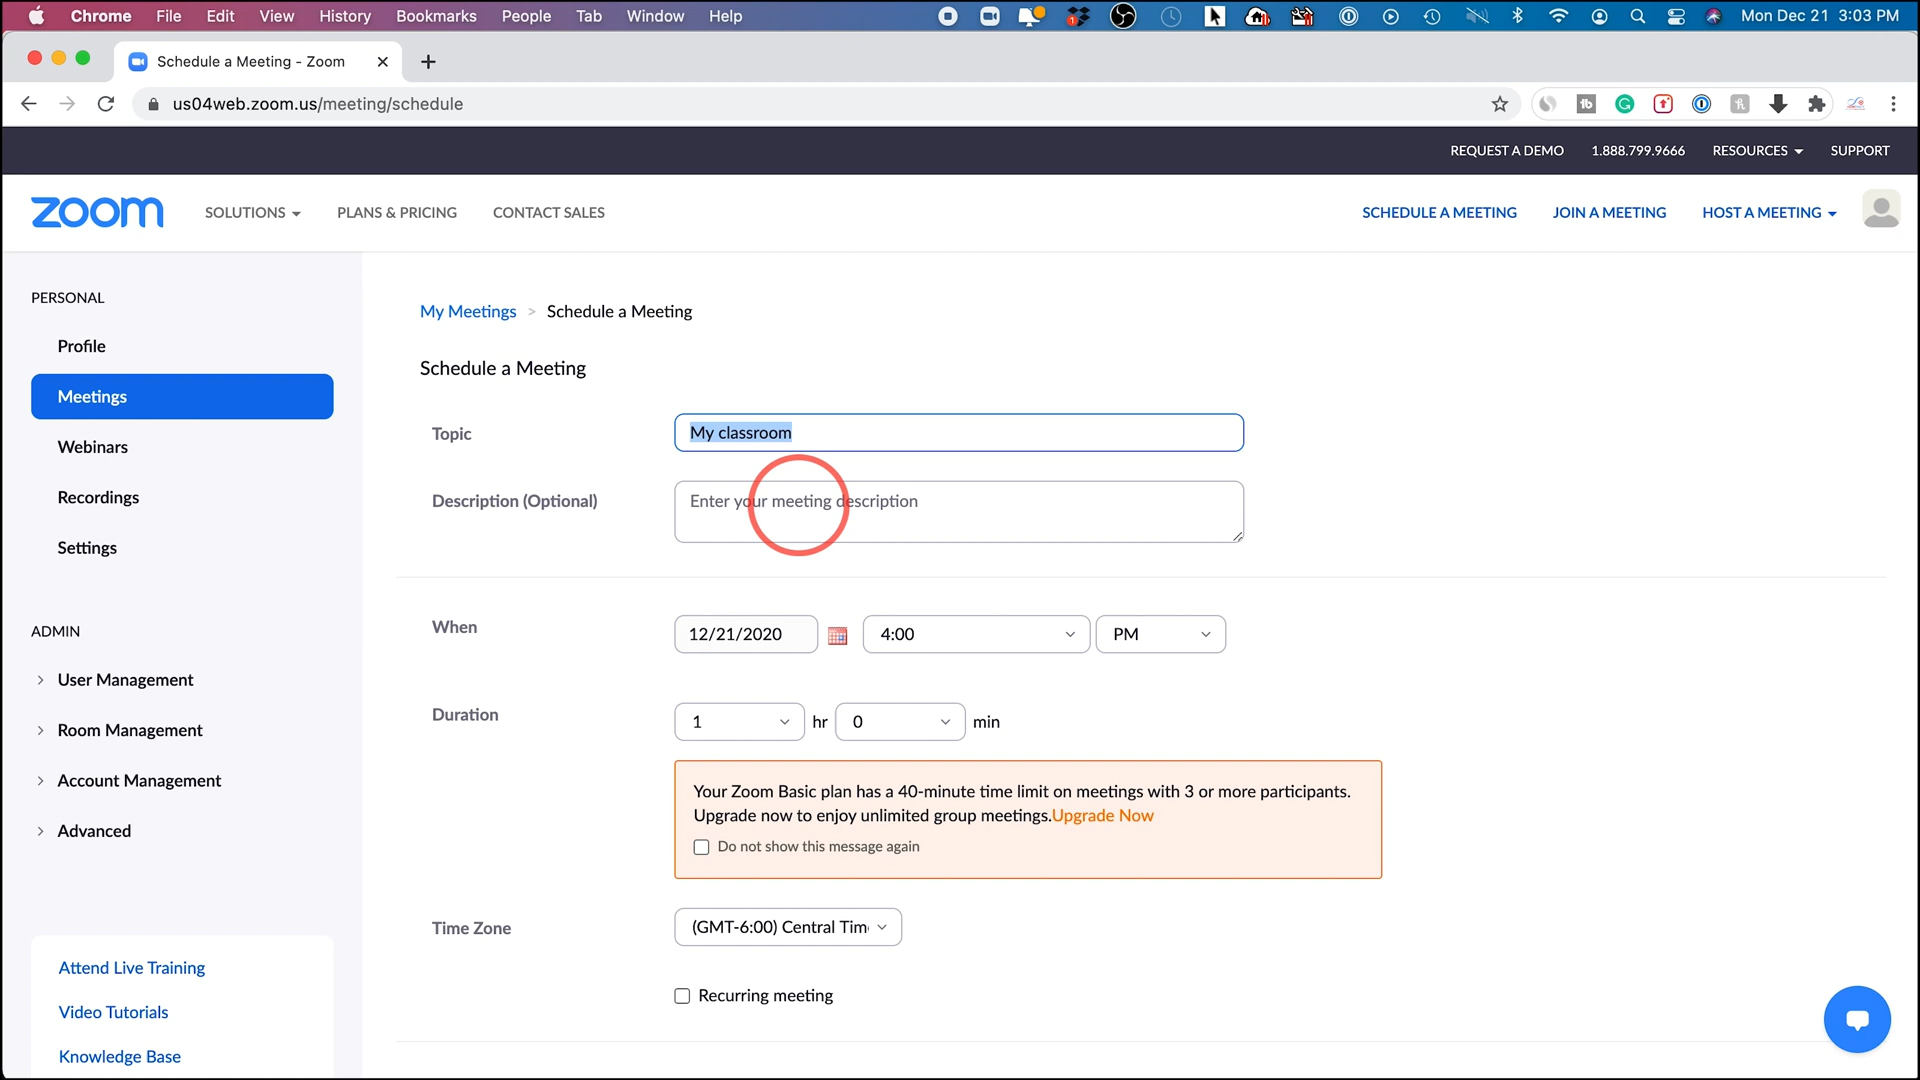 Chrome File Edit View History Bookmarks People Tab Window Help Mon Dec 21 3:03 PM
Schedule a Meeting - Zoom
us04web.zoom.us/meeting/schedule
REQUEST A DEMO 1.888.799.9666 RESOURCES SUPPORT
zoom SOLUTIONS PLANS & PRICING CONTACT SALES SCHEDULE A MEETING JOIN A MEETING HOST A MEETING
PERSONAL
Profile
Meetings
Webinars
Recordings
Settings
ADMIN
User Management
Room Management
Account Management
Advanced
Attend Live Training
Video Tutorials
Knowledge Base
My Meetings > Schedule a Meeting
Schedule a Meeting
Topic My classroom
Description (Optional) Enter your meeting description
When 12/21/2020 4:00 PM
Duration 1 hr 0 min
Your Zoom Basic plan has a 40-minute time limit on meetings with 3 or more participants.
Upgrade now to enjoy unlimited group meetings.Upgrade Now
Do not show this message again
Time Zone (GMT-6:00) Central Tim
Recurring meeting